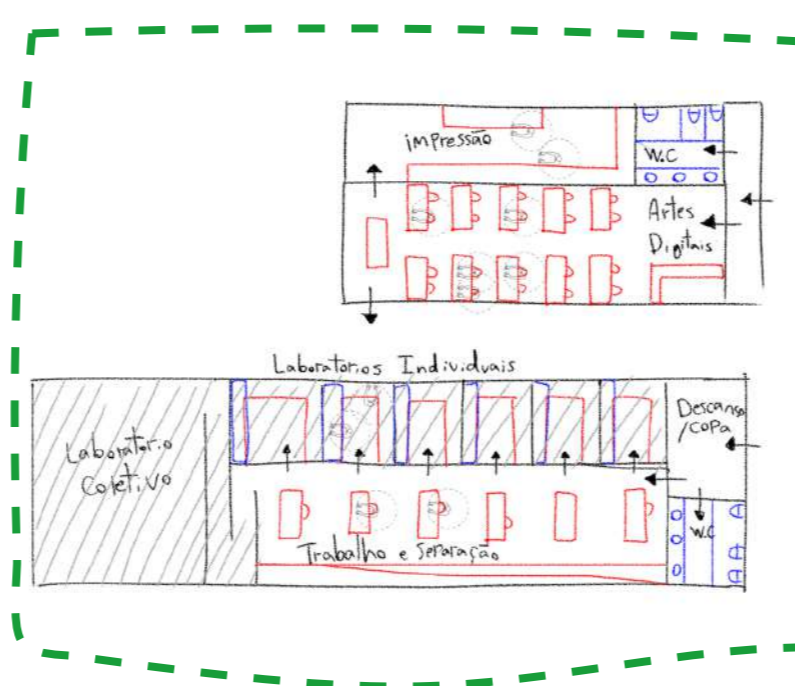 impressão
W.C
Artes
Digitais
Laboratorios Individuais
Descanso
/copa
Laboratorio
Coletivo
W.C
Trabalho e Separação